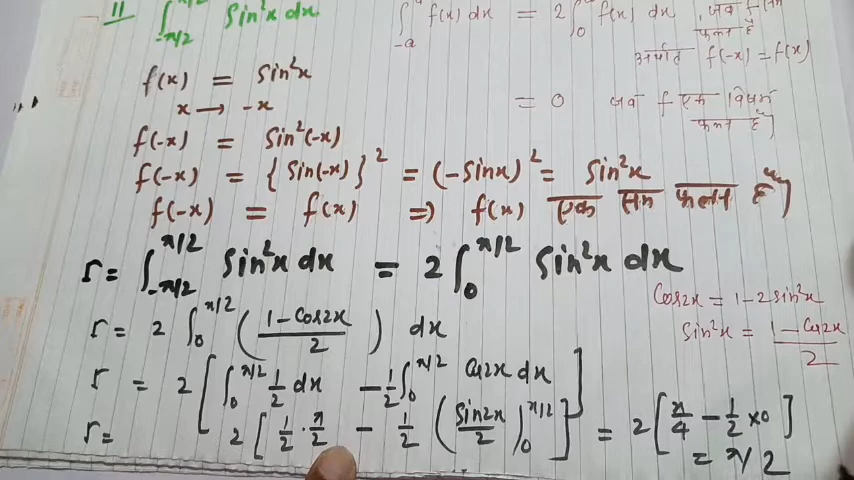 11 ∫_{-π/2}^{π/2} sin²x dx
∫_{-a}^{a} f(x) dx = 2∫_0 f(x) dx जब
फलन है
अर्थात f(-x) = f(x)
= 0 जब f एक विषम
फलन है
f(x) = sin²x
x → -x
f(-x) = sin²(-x)
f(-x) = {sin(-x)}² = (-sinx)² = sin²x
f(-x) = f(x) ⇒ f(x) एक सम फलन है
I = ∫_{-π/2}^{π/2} sin²x dx = 2∫_0^{π/2} sin²x dx
Cos2x = 1-2sin²x
sin²x = (1-Cos2x)/2
I = 2 ∫_0^{π/2} ((1-Cos2x)/2) dx
I = 2[∫_0^{π/2} 1/2 dx - 1/2 ∫_0^{π/2} Cos2x dx]
I = 2[1/2 · π/2 - 1/2 (sin2x/2)_0^{π/2}] = 2[π/4 - 1/2 ×0]
= π/2